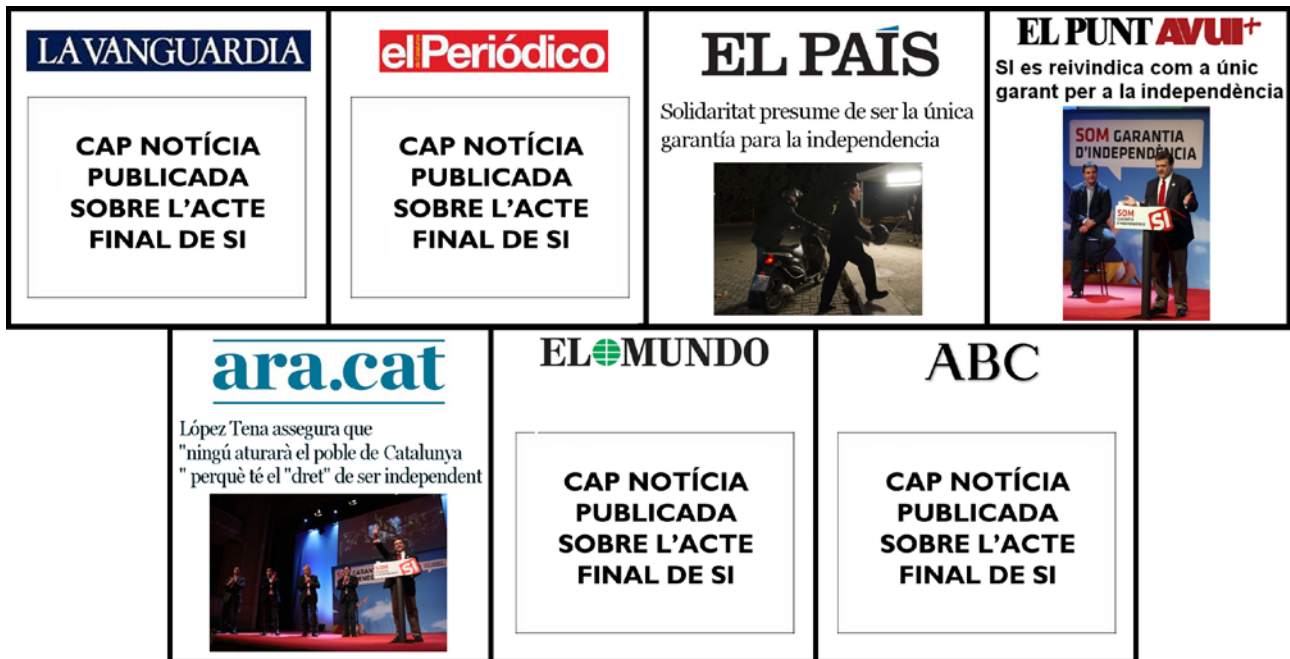 LA VANGUARDIA
CAP NOTÍCIA
PUBLICADA
SOBRE L'ACTE
FINAL DE SI
elPeriódico
CAP NOTÍCIA
PUBLICADA
SOBRE L'ACTE
FINAL DE SI
EL PAÍS
Solidaritat presume de ser la única
garantía para la independencia
EL PUNT AVUI+
SI es reivindica com a únic
garant per a la independència
SOM GARANTIA
D'INDEPENDÈNCIA
SOM
GARANTIA
D'INDEPENDÈNCIA
SI
ara.cat
López Tena assegura que
"ningú aturarà el poble de Catalunya
" perquè té el "dret" de ser independent
SOM
SI
EL MUNDO
CAP NOTÍCIA
PUBLICADA
SOBRE L'ACTE
FINAL DE SI
ABC
CAP NOTÍCIA
PUBLICADA
SOBRE L'ACTE
FINAL DE SI